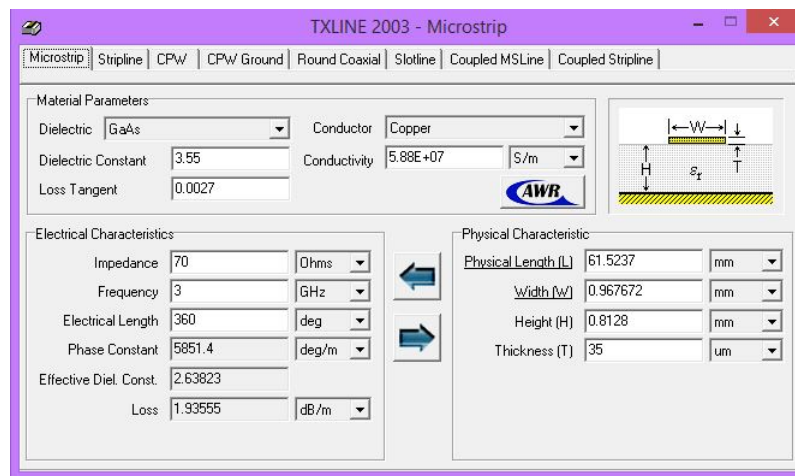 TXLINE 2003 - Microstrip
Microstrip Stripline CPW CPW Ground Round Coaxial Slotline Coupled MSLine Coupled Stripline
Material Parameters
Dielectric GaAs Conductor Copper
Dielectric Constant 3.55 Conductivity 5.88E+07 S/m
Loss Tangent 0.0027 AWR
W
H εr T
Electrical Characteristics
Impedance 70 Ohms
Frequency 3 GHz
Electrical Length 360 deg
Phase Constant 5851.4 deg/m
Effective Diel. Const. 2.63823
Loss 1.93555 dB/m
Physical Characteristic
Physical Length (L) 61.5237 mm
Width (W) 0.967672 mm
Height (H) 0.8128 mm
Thickness (T) 35 um